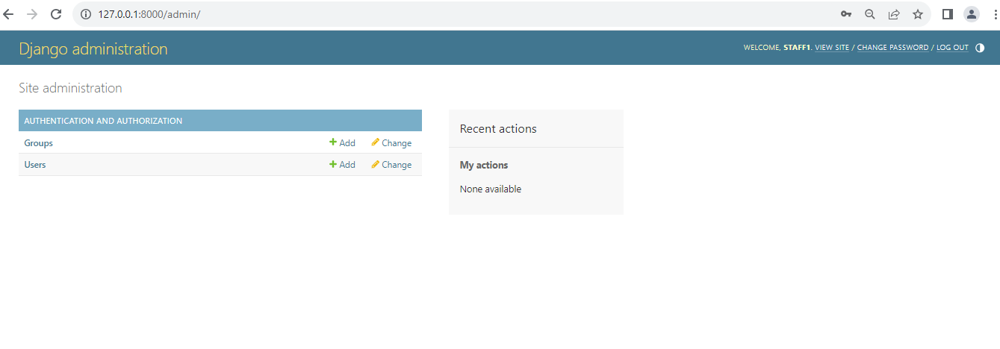 127.0.0.1:8000/admin/
Django administration
WELCOME, STAFF1. VIEW SITE / CHANGE PASSWORD / LOG OUT
Site administration
AUTHENTICATION AND AUTHORIZATION
Groups Add Change
Users Add Change
Recent actions
My actions
None available